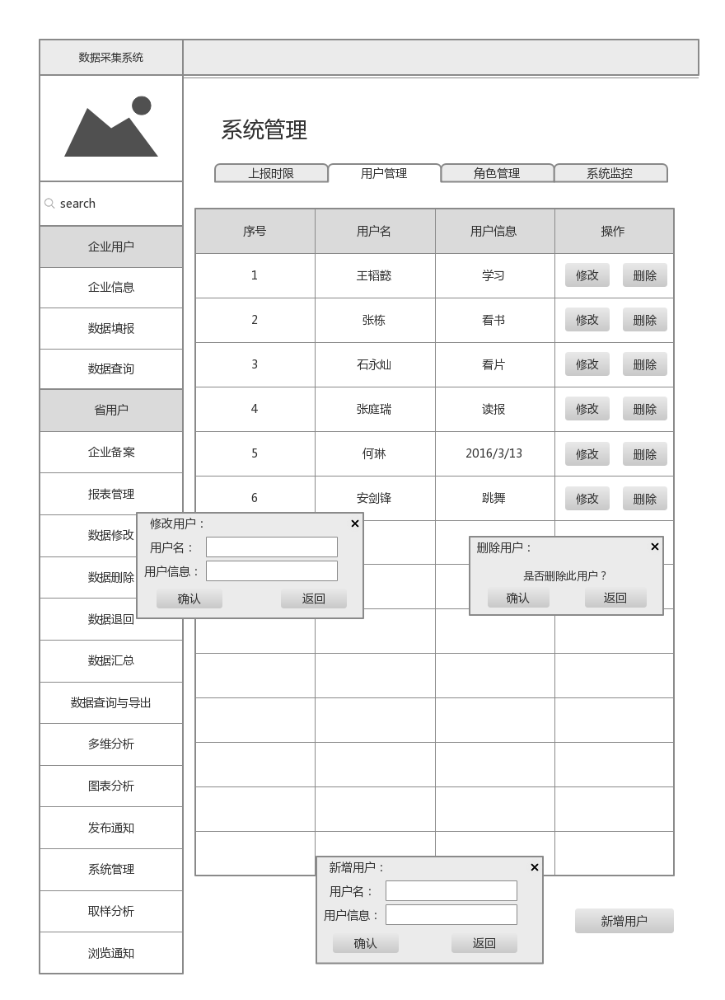 数据采集系统
search
企业用户
企业信息
数据填报
数据查询
省用户
企业备案
报表管理
数据修改
数据删除
数据退回
数据汇总
数据查询与导出
多维分析
图表分析
发布通知
系统管理
取样分析
浏览通知
系统管理
上报时限 用户管理 角色管理 系统监控
序号 用户名 用户信息 操作
1 王韬懿 学习 修改 删除
2 张栋 看书 修改 删除
3 石永灿 看片 修改 删除
4 张庭瑞 读报 修改 删除
5 何琳 2016/3/13 修改 删除
6 安剑锋 跳舞 修改 删除
修改用户：
用户名：
用户信息：
确认 返回
删除用户：
是否删除此用户？
确认 返回
新增用户：
用户名：
用户信息：
确认 返回
新增用户